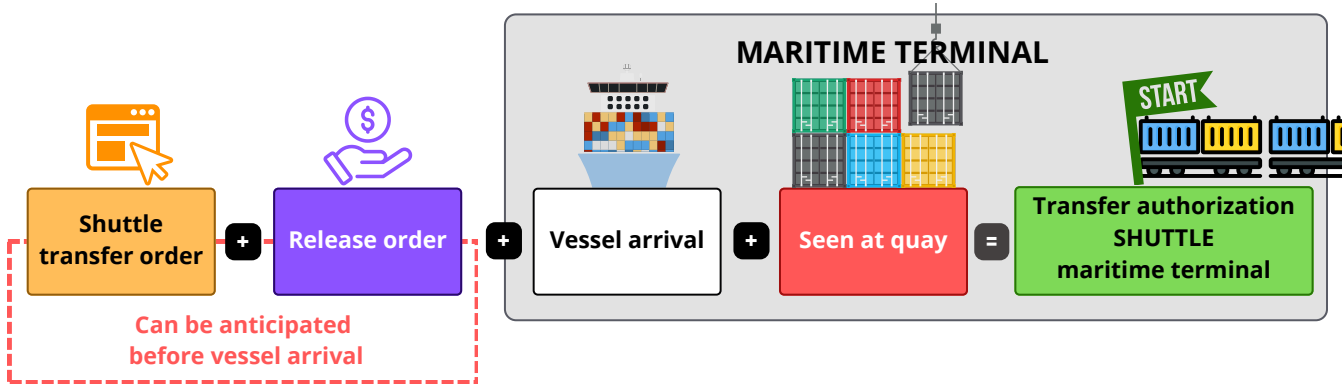 MARITIME TERMINAL
START
$
Shuttle
transfer order
+
Release order
+
Vessel arrival
+
Seen at quay
=
Transfer authorization
SHUTTLE
maritime terminal
Can be anticipated
before vessel arrival